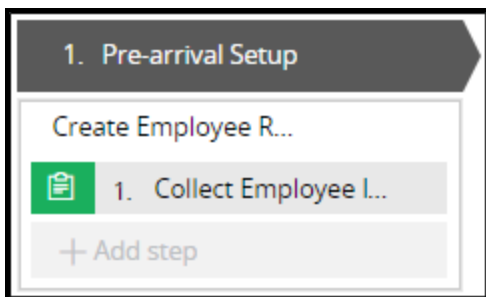 1. Pre-arrival Setup
Create Employee R...
1. Collect Employee I...
+ Add step